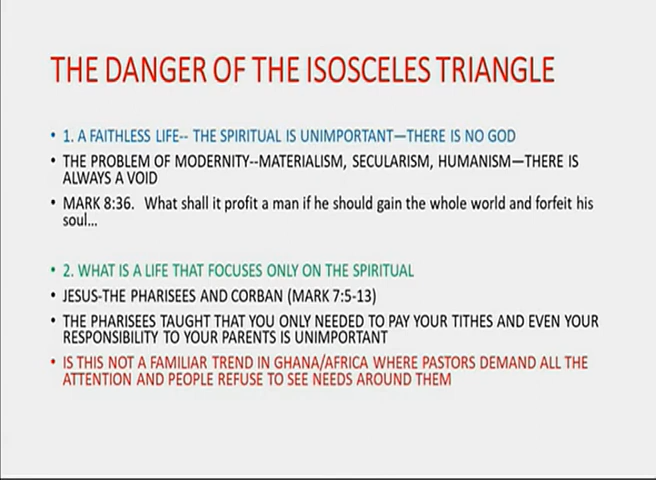 THE DANGER OF THE ISOSCELES TRIANGLE
• 1. A FAITHLESS LIFE-- THE SPIRITUAL IS UNIMPORTANT—THERE IS NO GOD
• THE PROBLEM OF MODERNITY--MATERIALISM, SECULARISM, HUMANISM—THERE IS
ALWAYS A VOID
• MARK 8:36. What shall it profit a man if he should gain the whole world and forfeit his
soul...
• 2. WHAT IS A LIFE THAT FOCUSES ONLY ON THE SPIRITUAL
• JESUS-THE PHARISEES AND CORBAN (MARK 7:5-13)
• THE PHARISEES TAUGHT THAT YOU ONLY NEEDED TO PAY YOUR TITHES AND EVEN YOUR
RESPONSIBILITY TO YOUR PARENTS IS UNIMPORTANT
• IS THIS NOT A FAMILIAR TREND IN GHANA/AFRICA WHERE PASTORS DEMAND ALL THE
ATTENTION AND PEOPLE REFUSE TO SEE NEEDS AROUND THEM